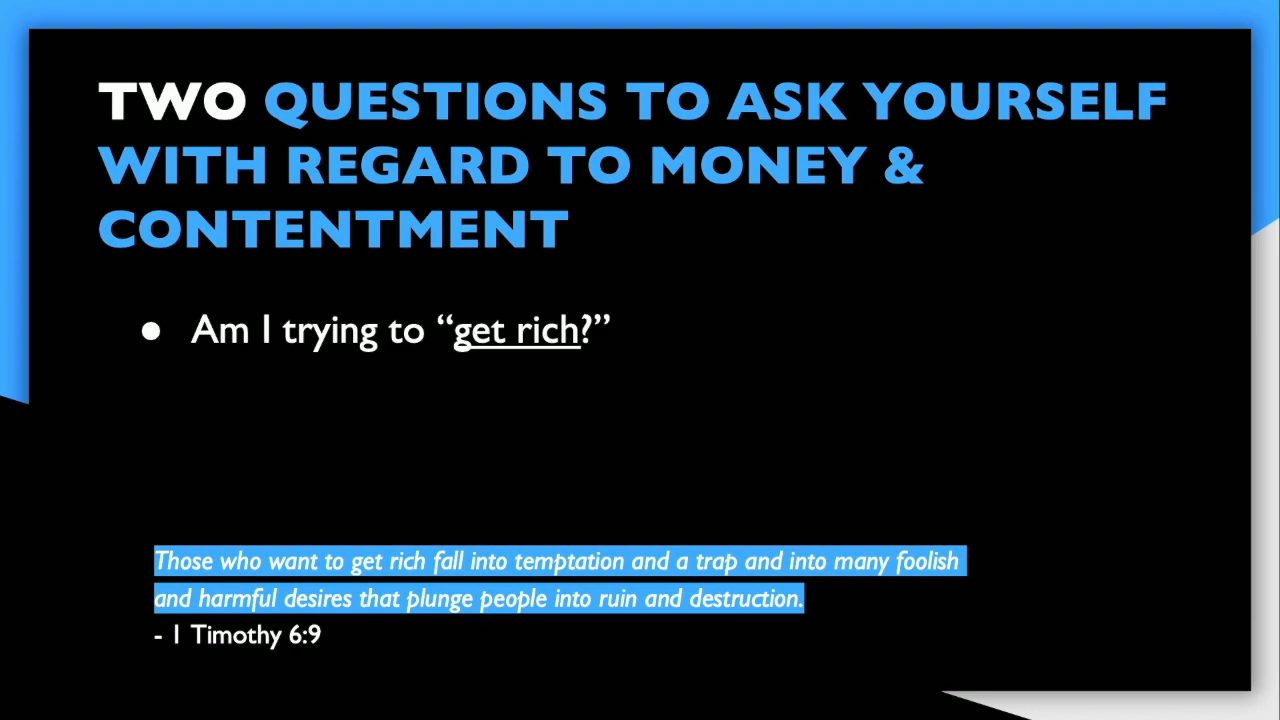 TWO QUESTIONS TO ASK YOURSELF
WITH REGARD TO MONEY &
CONTENTMENT
● Am I trying to “get rich?”
Those who want to get rich fall into temptation and a trap and into many foolish
and harmful desires that plunge people into ruin and destruction.
- 1 Timothy 6:9